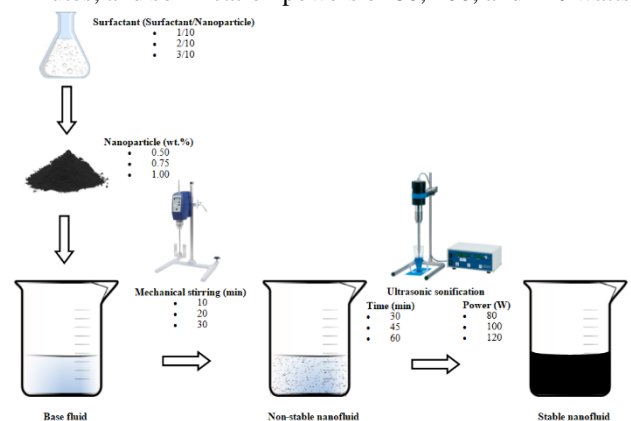 Surfactant (Surfactant/Nanoparticle)
• 1/10
• 2/10
• 3/10
Nanoparticle (wt.%)
• 0.50
• 0.75
• 1.00
Mechanical stirring (min)
• 10
• 20
• 30
Ultrasonic sonification
Time (min)
• 30
• 45
• 60
Power (W)
• 80
• 100
• 120
Base fluid
Non-stable nanofluid
Stable nanofluid